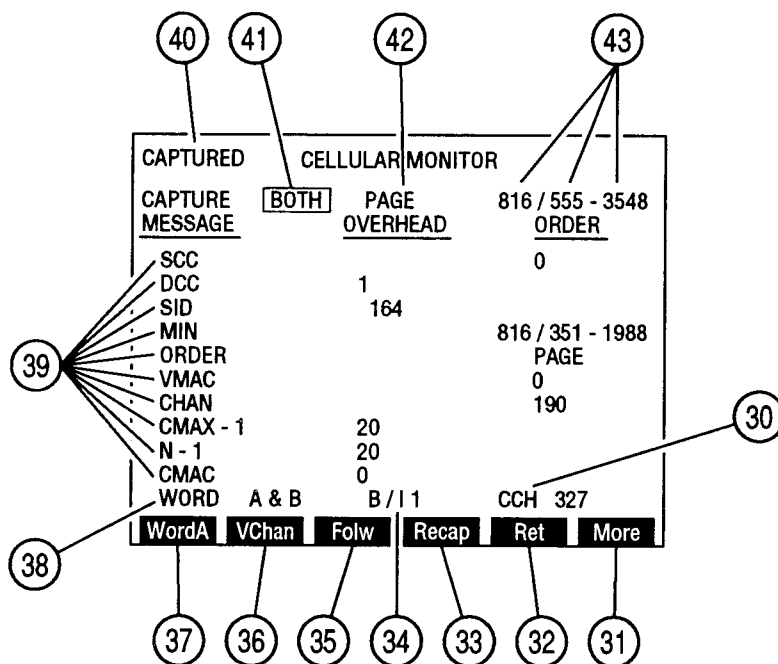 40 41 42 43
CAPTURED CELLULAR MONITOR
CAPTURE BOTH PAGE 816 / 555 - 3548
MESSAGE OVERHEAD ORDER
SCC 0
DCC 1
SID 164
MIN 816 / 351 - 1988
ORDER PAGE
VMAC 0
CHAN 190
CMAX - 1 20
N - 1 20
CMAC 0
WORD A & B B / I 1 CCH 327
WordA VChan Folw Recap Ret More
39
30
38
37 36 35 34 33 32 31